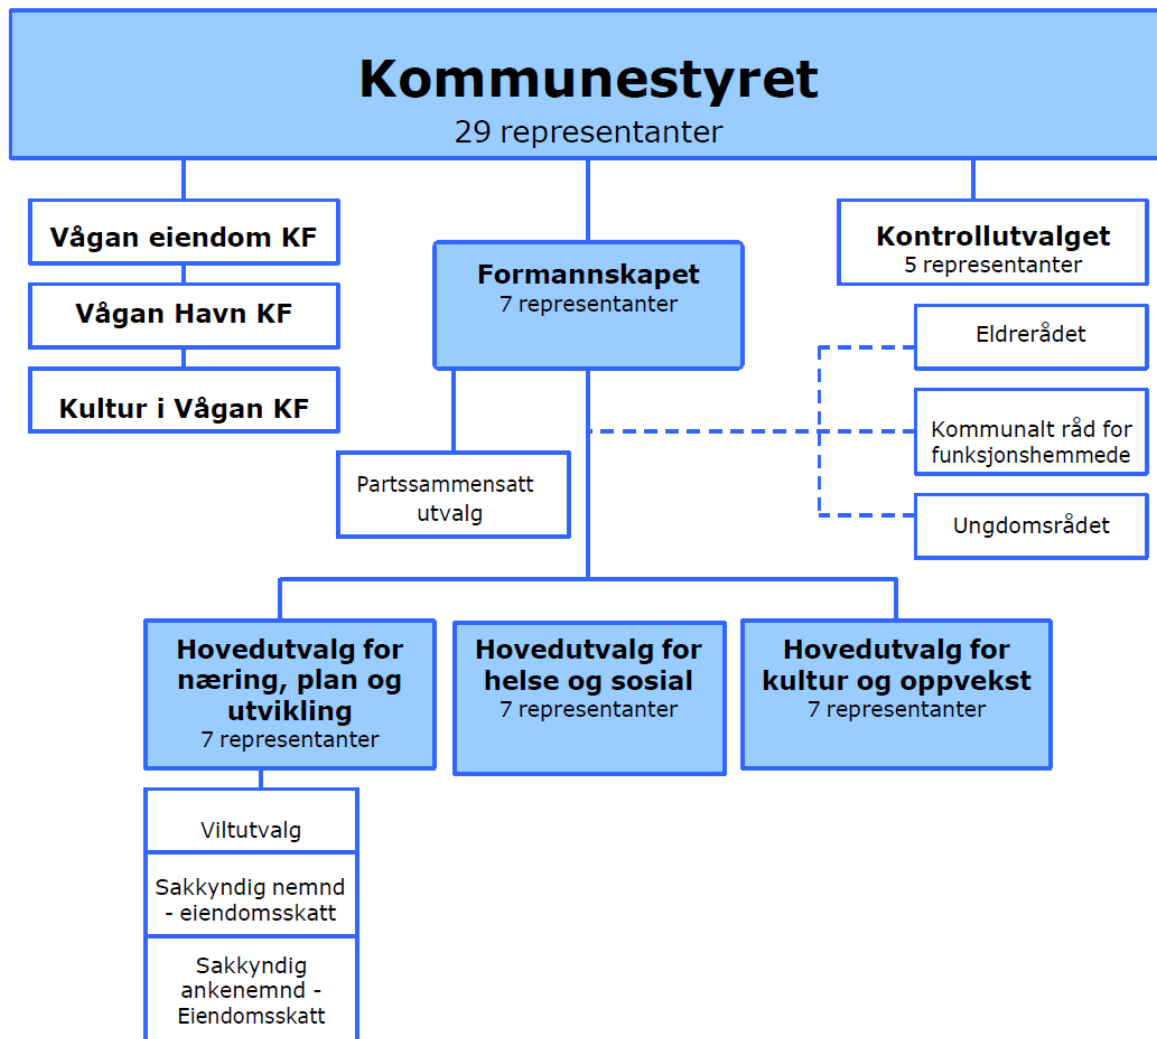 Kommunestyret
29 representanter
Vågan eiendom KF
Vågan Havn KF
Kultur i Vågan KF
Formannskapet
7 representanter
Kontrollutvalget
5 representanter
Eldrerådet
Kommunalt råd for
funksjonshemmede
Ungdomsrådet
Partssammensatt
utvalg
Hovedutvalg for
næring, plan og
utvikling
7 representanter
Hovedutvalg for
helse og sosial
7 representanter
Hovedutvalg for
kultur og oppvekst
7 representanter
Viltutvalg
Sakkyndig nemnd
- eiendomsskatt
Sakkyndig
ankenemnd -
Eiendomsskatt